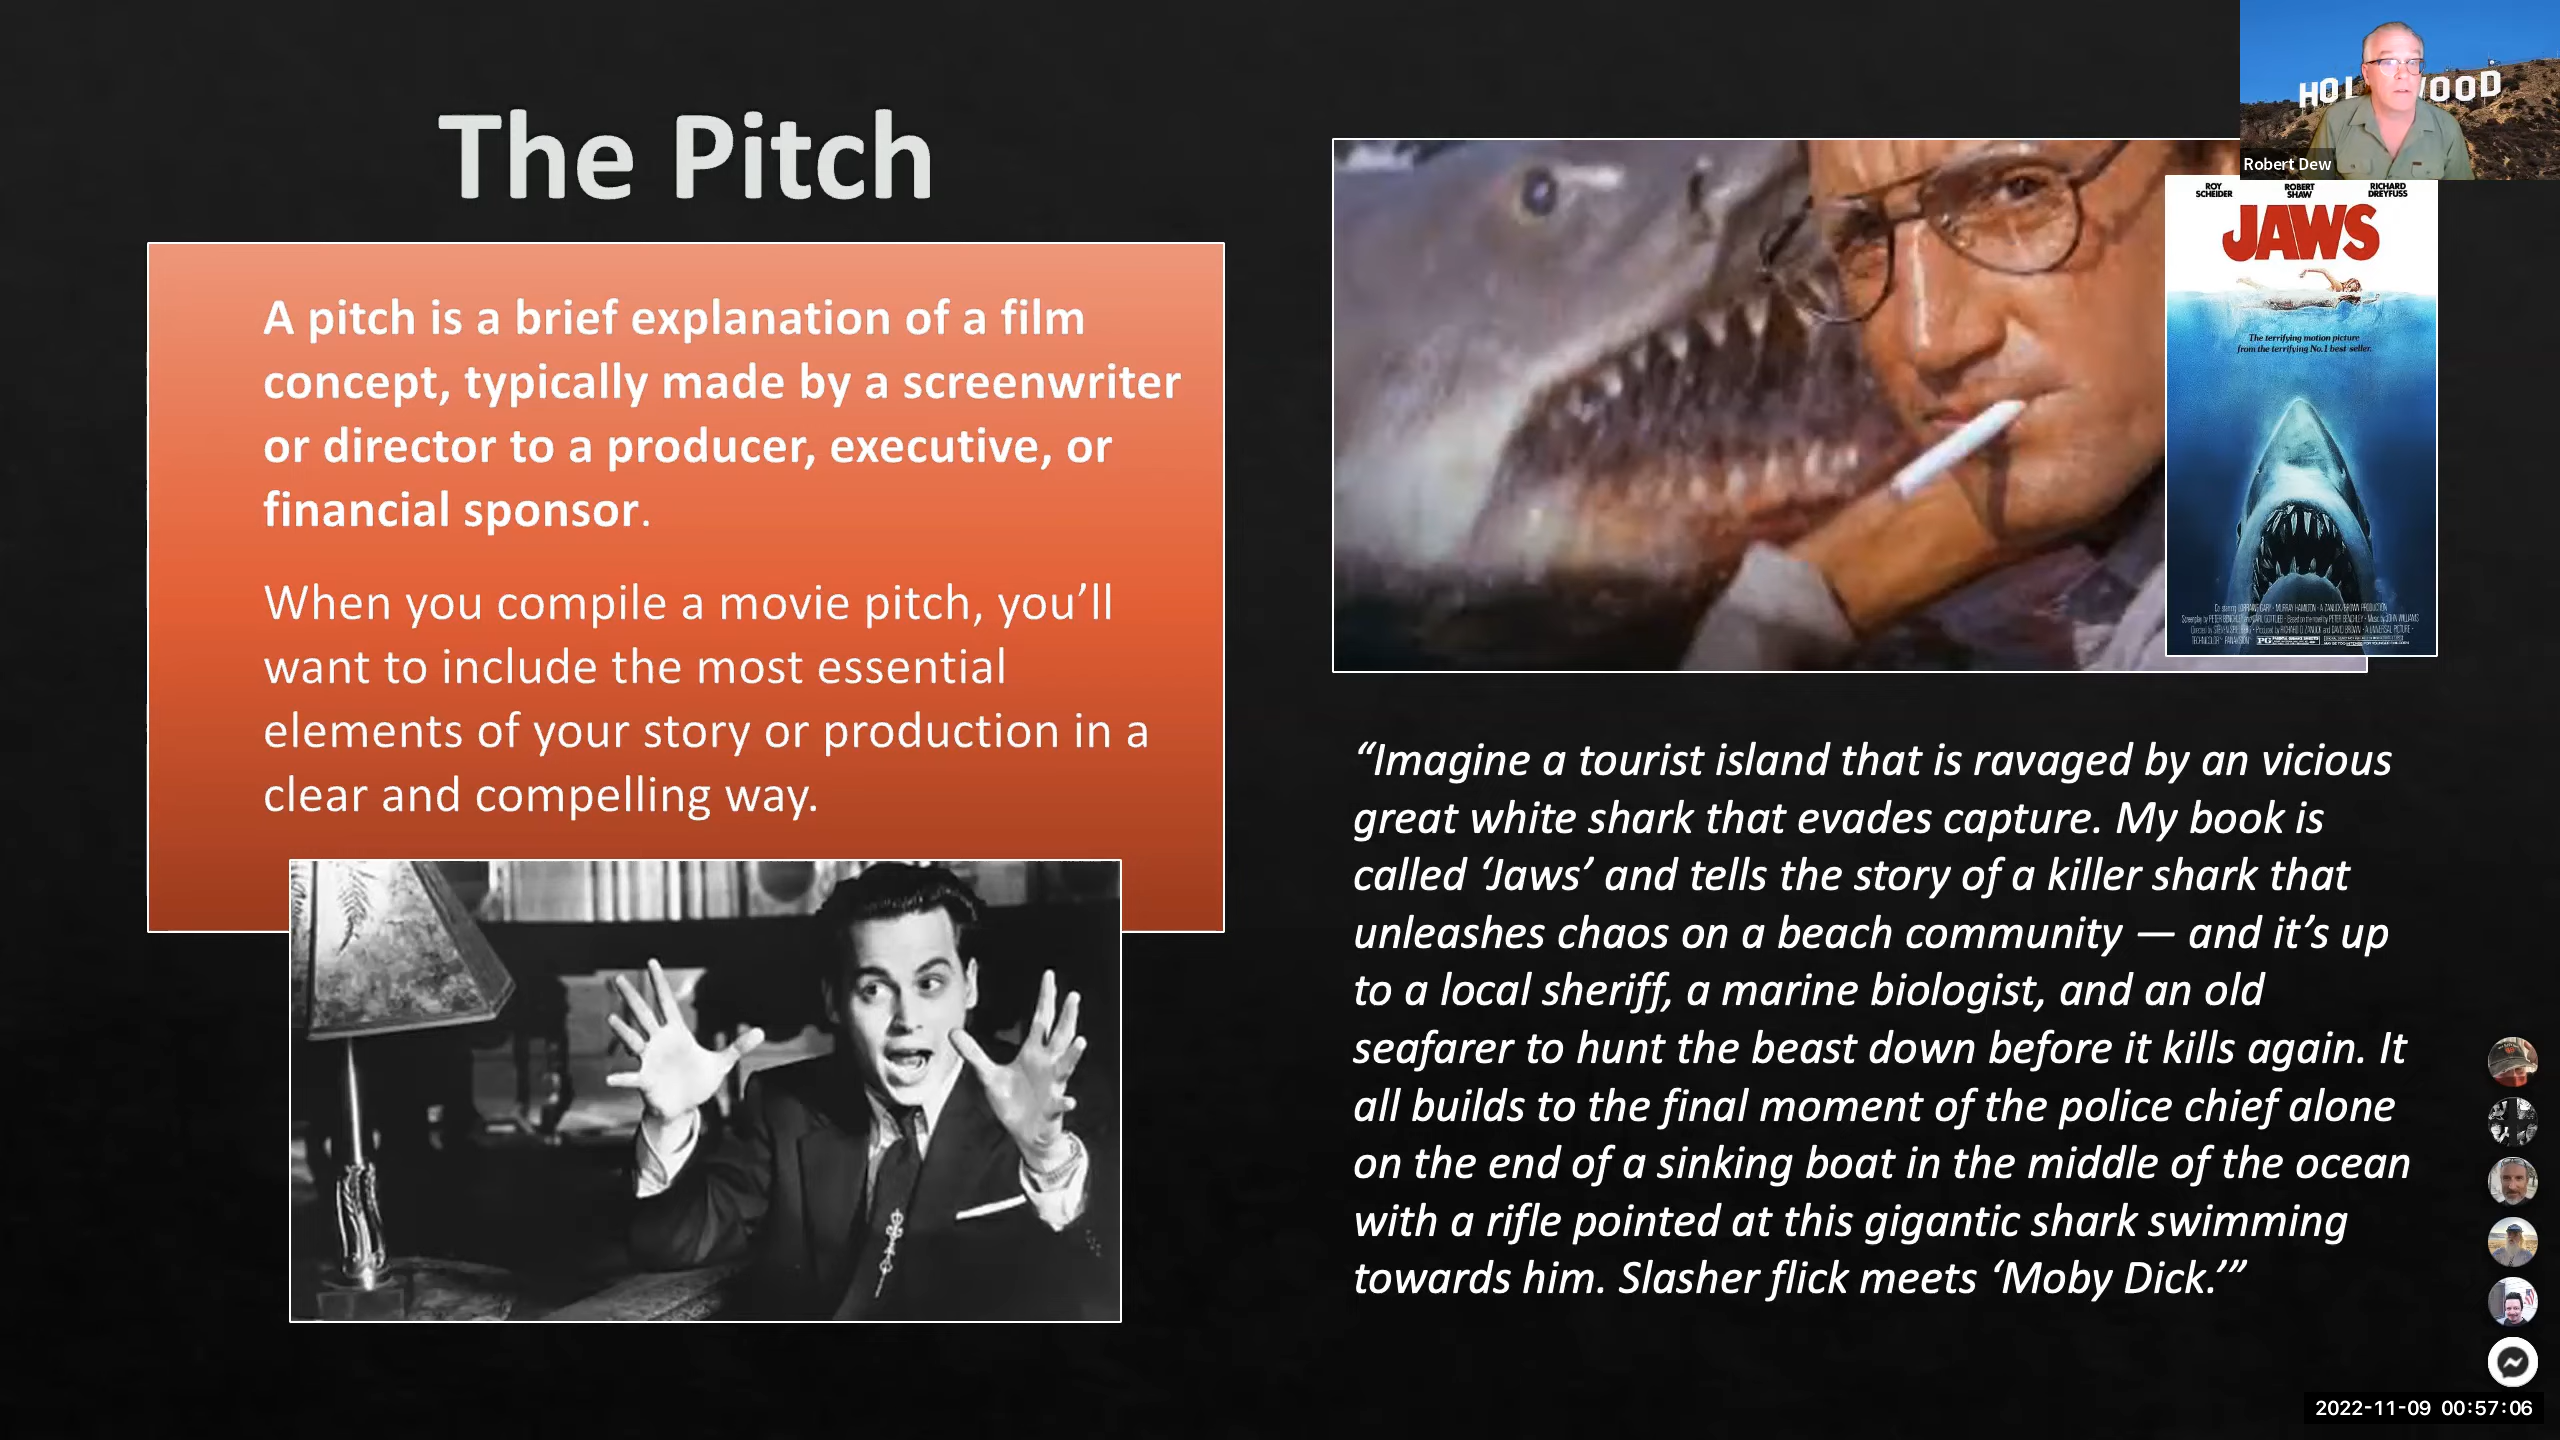 The Pitch
A pitch is a brief explanation of a film
concept, typically made by a screenwriter
or director to a producer, executive, or
financial sponsor.
When you compile a movie pitch, you’ll
want to include the most essential
elements of your story or production in a
clear and compelling way.
Robert Dew
ROY SCHEIDER ROBERT SHAW RICHARD DREYFUSS
JAWS
The terrifying motion picture
from the terrifying No.1 best seller.
PG
“Imagine a tourist island that is ravaged by an vicious
great white shark that evades capture. My book is
called ‘Jaws’ and tells the story of a killer shark that
unleashes chaos on a beach community — and it’s up
to a local sheriff, a marine biologist, and an old
seafarer to hunt the beast down before it kills again. It
all builds to the final moment of the police chief alone
on the end of a sinking boat in the middle of the ocean
with a rifle pointed at this gigantic shark swimming
towards him. Slasher flick meets ‘Moby Dick.’”
2022-11-09 00:57:06